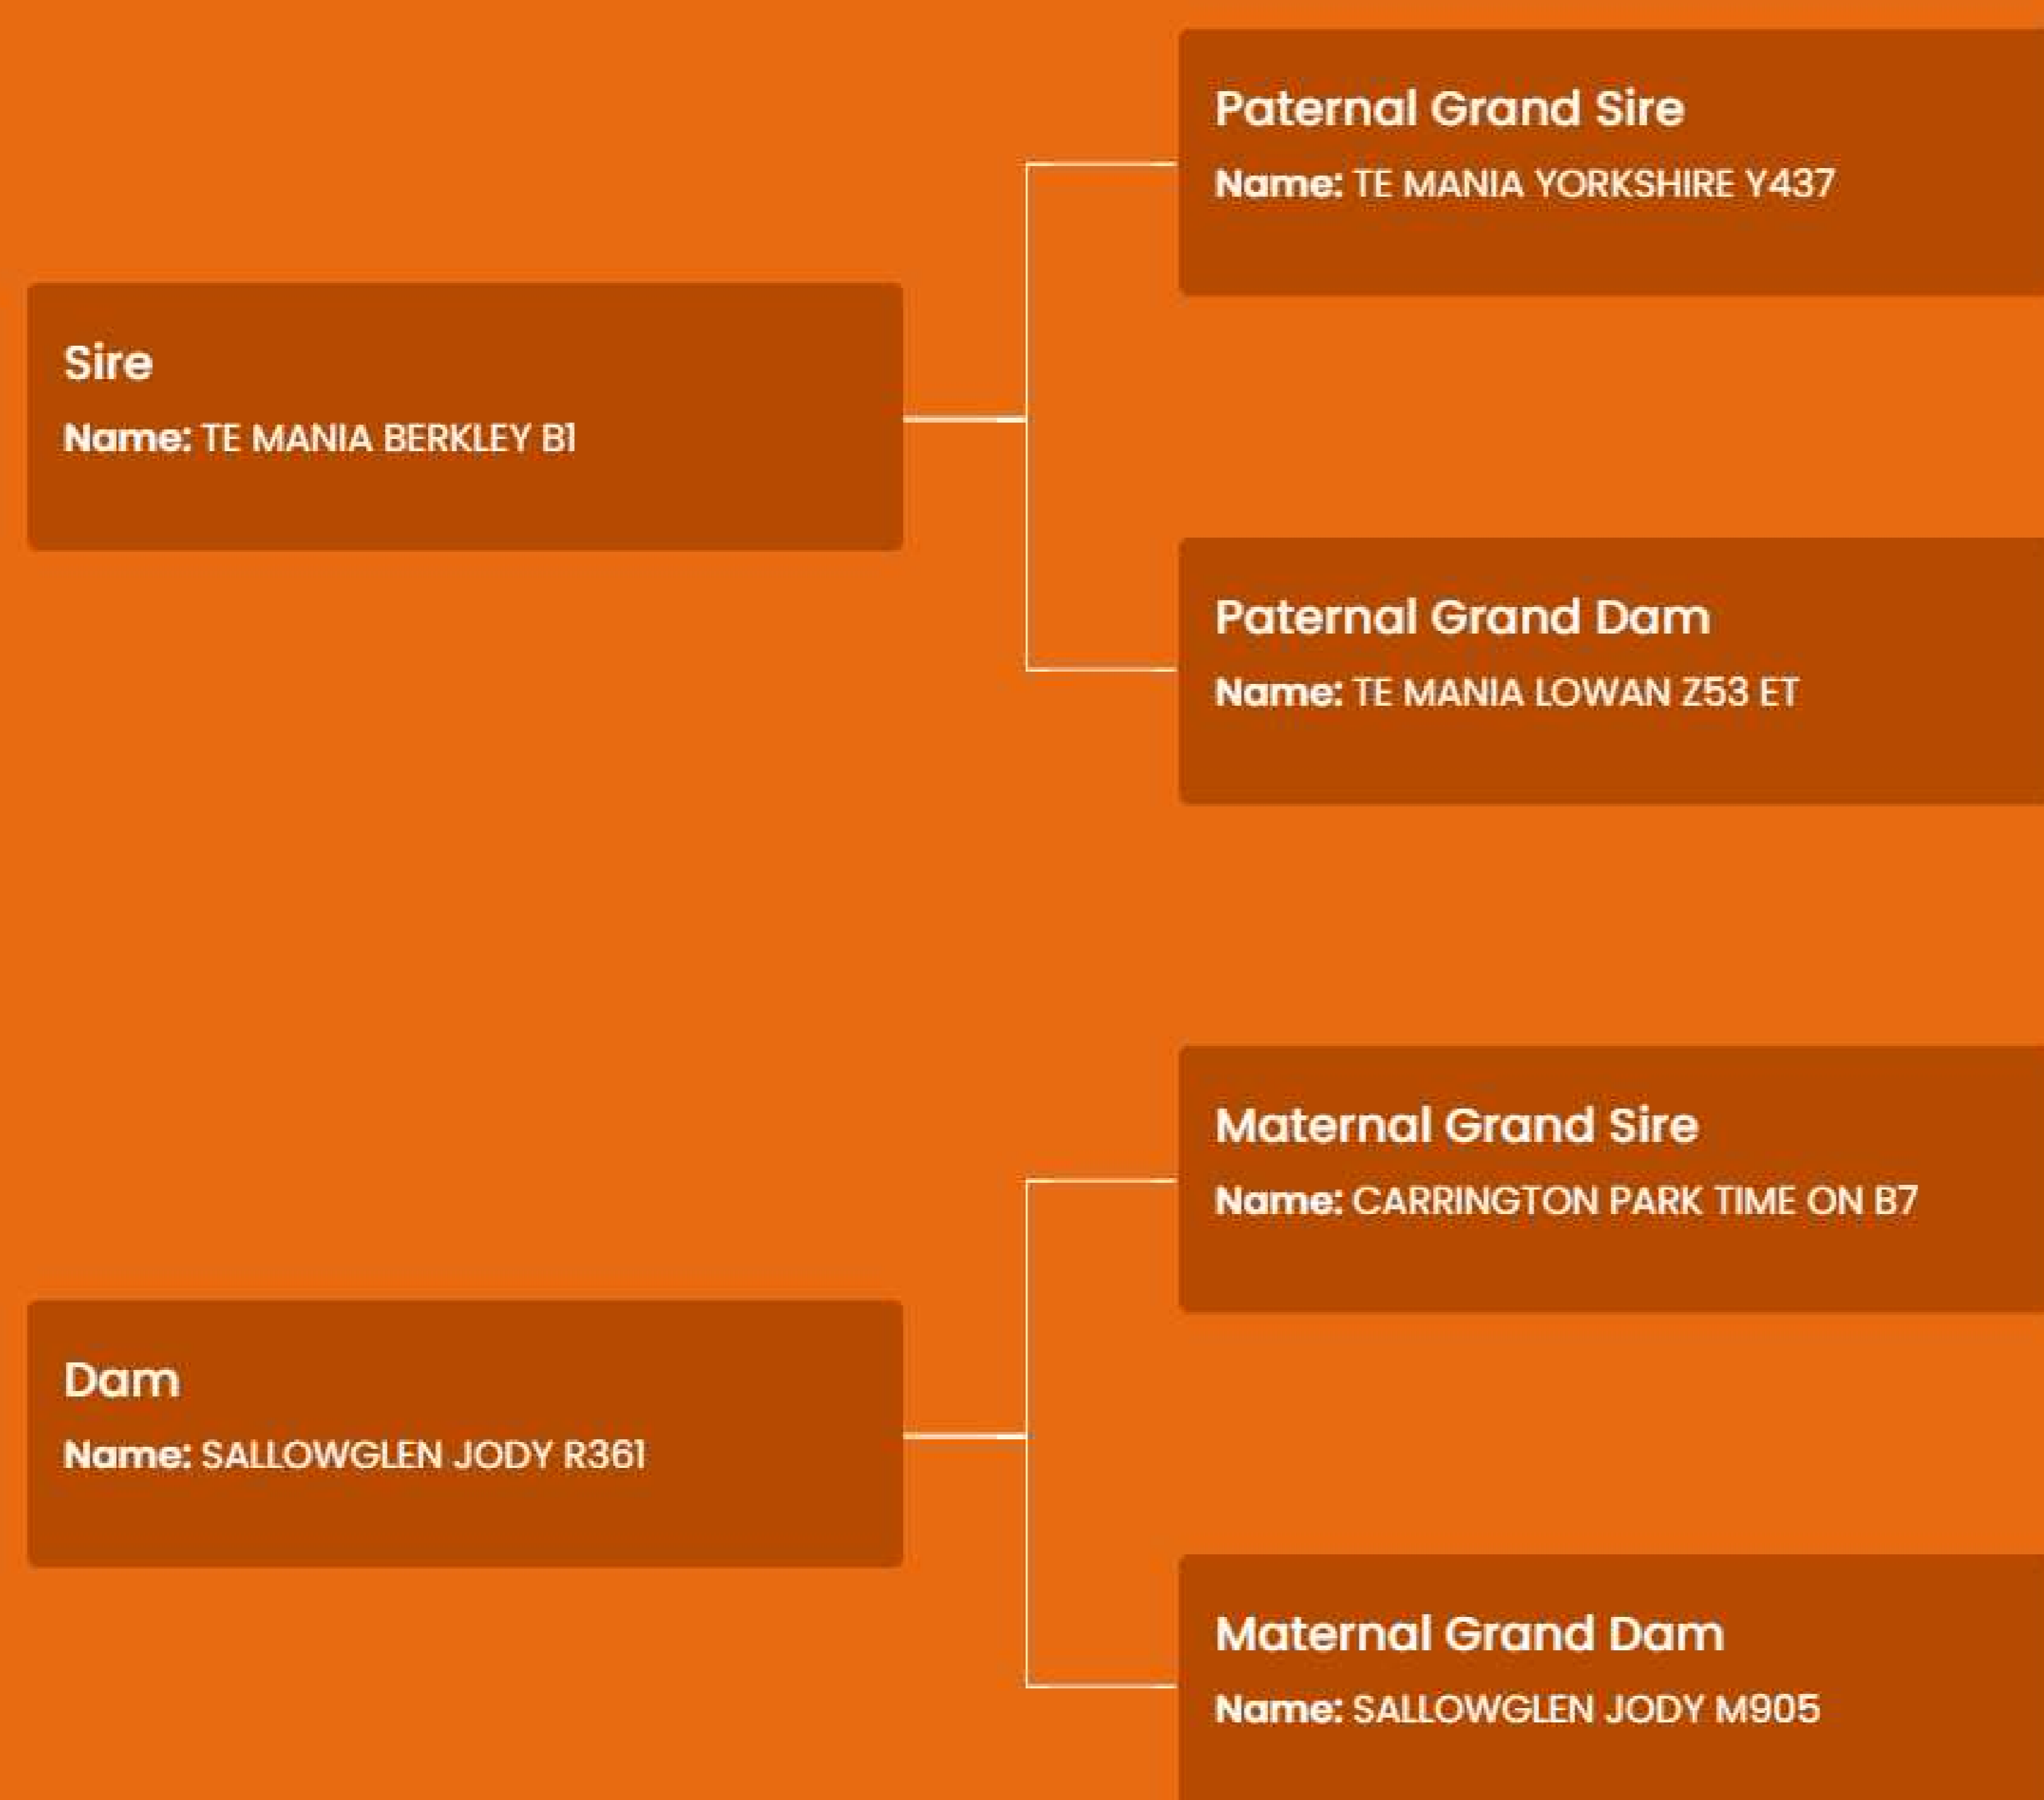 Paternal Grand Sire
Name: TE MANIA YORKSHIRE Y437
Sire
Name: TE MANIA BERKLEY B1
Paternal Grand Dam
Name: TE MANIA LOWAN Z53 ET
Maternal Grand Sire
Name: CARRINGTON PARK TIME ON B7
Dam
Name: SALLOWGLEN JODY R361
Maternal Grand Dam
Name: SALLOWGLEN JODY M905